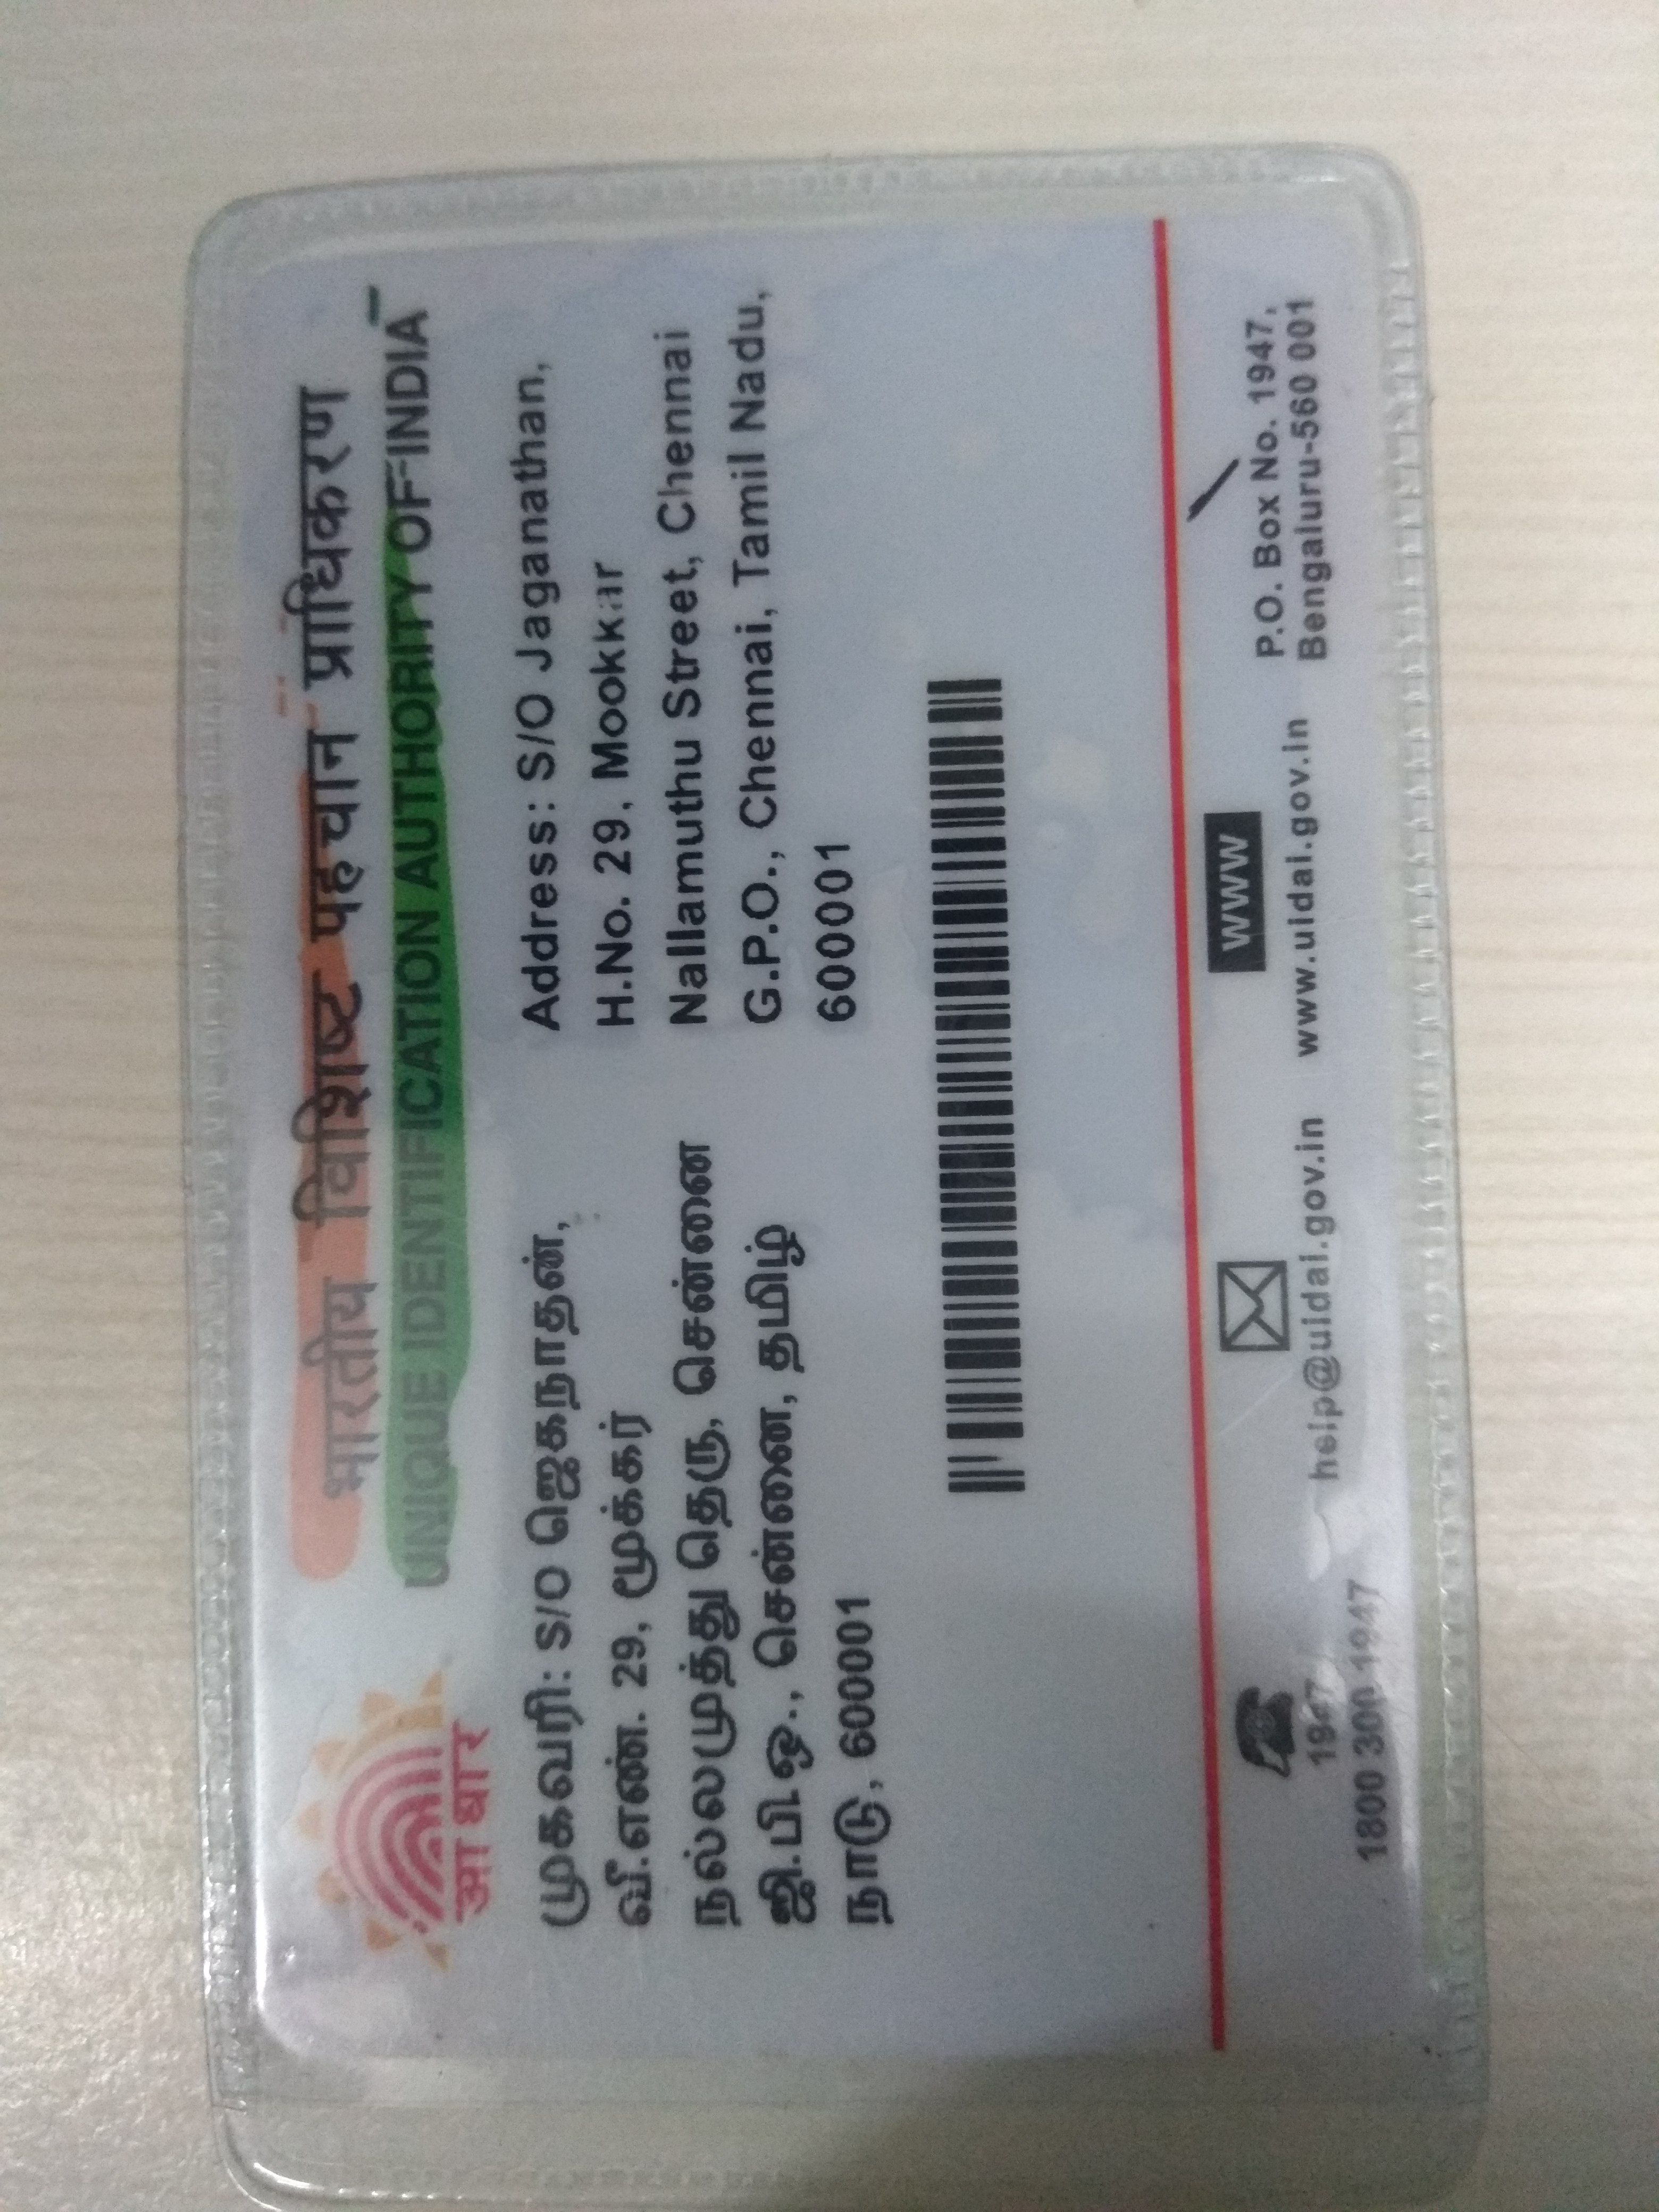 भारतीय विशिष्ट पहचान प्राधिकरण
UNIQUE IDENTIFICATION AUTHORITY OF INDIA
आधार
முகவரி: S/O ஜெகநாதன்,
வீ.எண். 29, மூக்கர்
நல்லமுத்து தெரு, சென்னை
ஜி.பி.ஒ., சென்னை, தமிழ்
நாடு, 600001
Address: S/O Jaganathan,
H.No. 29, Mookkar
Nallamuthu Street, Chennai
G.P.O., Chennai, Tamil Nadu,
600001
1947
1800 300 1947
help@uidai.gov.in
WWW
www.uidai.gov.in
P.O. Box No. 1947,
Bengaluru-560 001